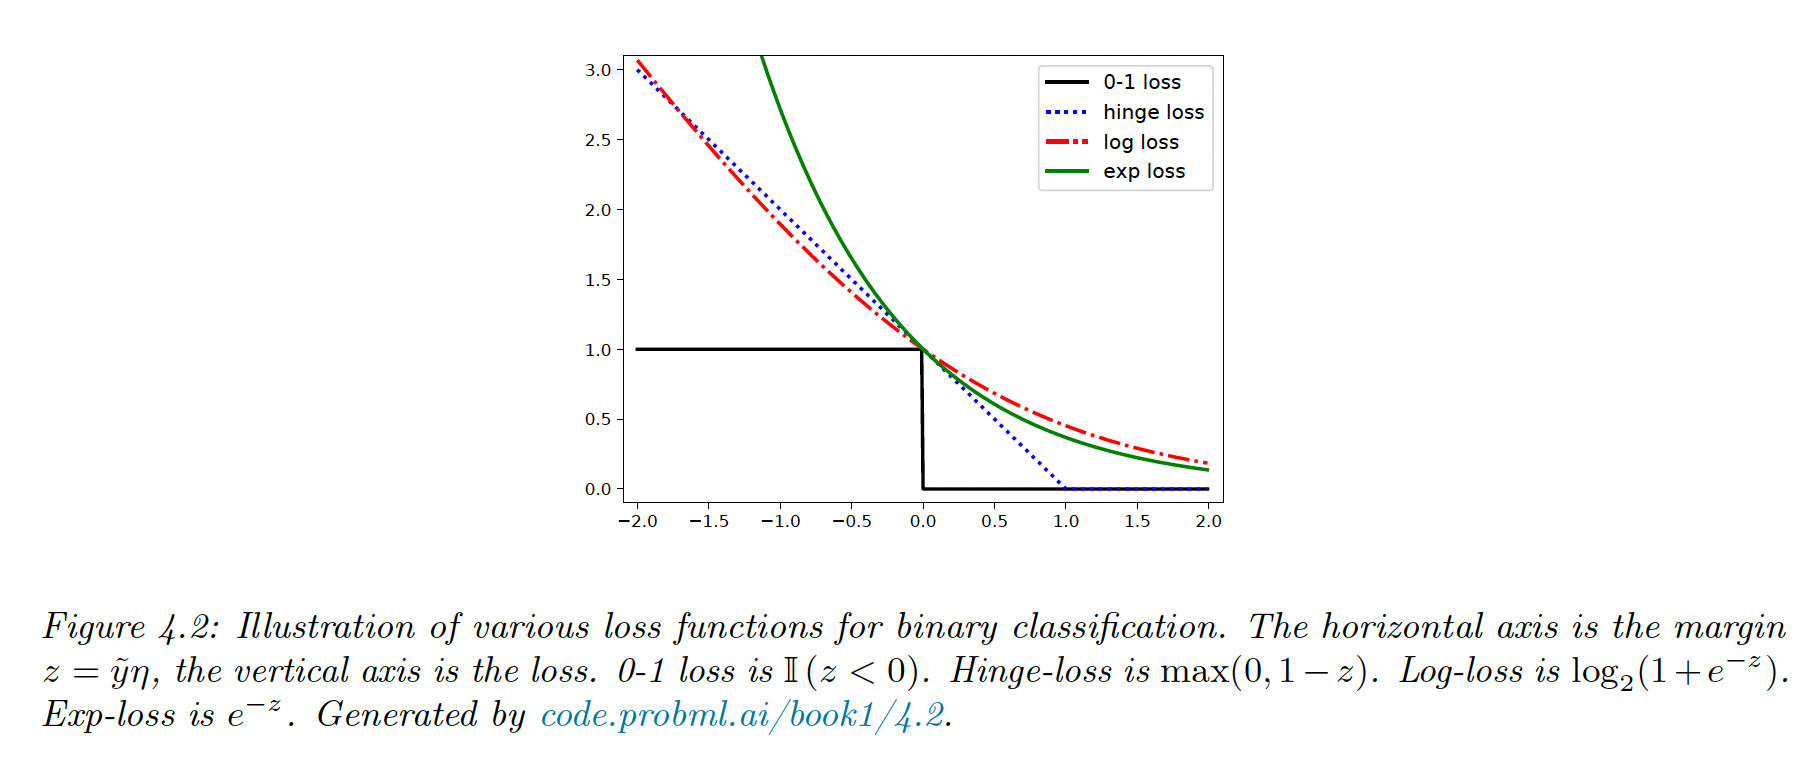 3.0
2.5
2.0
1.5
1.0
0.5
0.0
−2.0 −1.5 −1.0 −0.5 0.0 0.5 1.0 1.5 2.0
0-1 loss
hinge loss
log loss
exp loss
Figure 4.2: Illustration of various loss functions for binary classification. The horizontal axis is the margin
z = ỹη, the vertical axis is the loss. 0-1 loss is 𝕀 (z < 0). Hinge-loss is max(0, 1 − z). Log-loss is log₂(1 + e⁻ᶻ).
Exp-loss is e⁻ᶻ. Generated by code.probml.ai/book1/4.2.